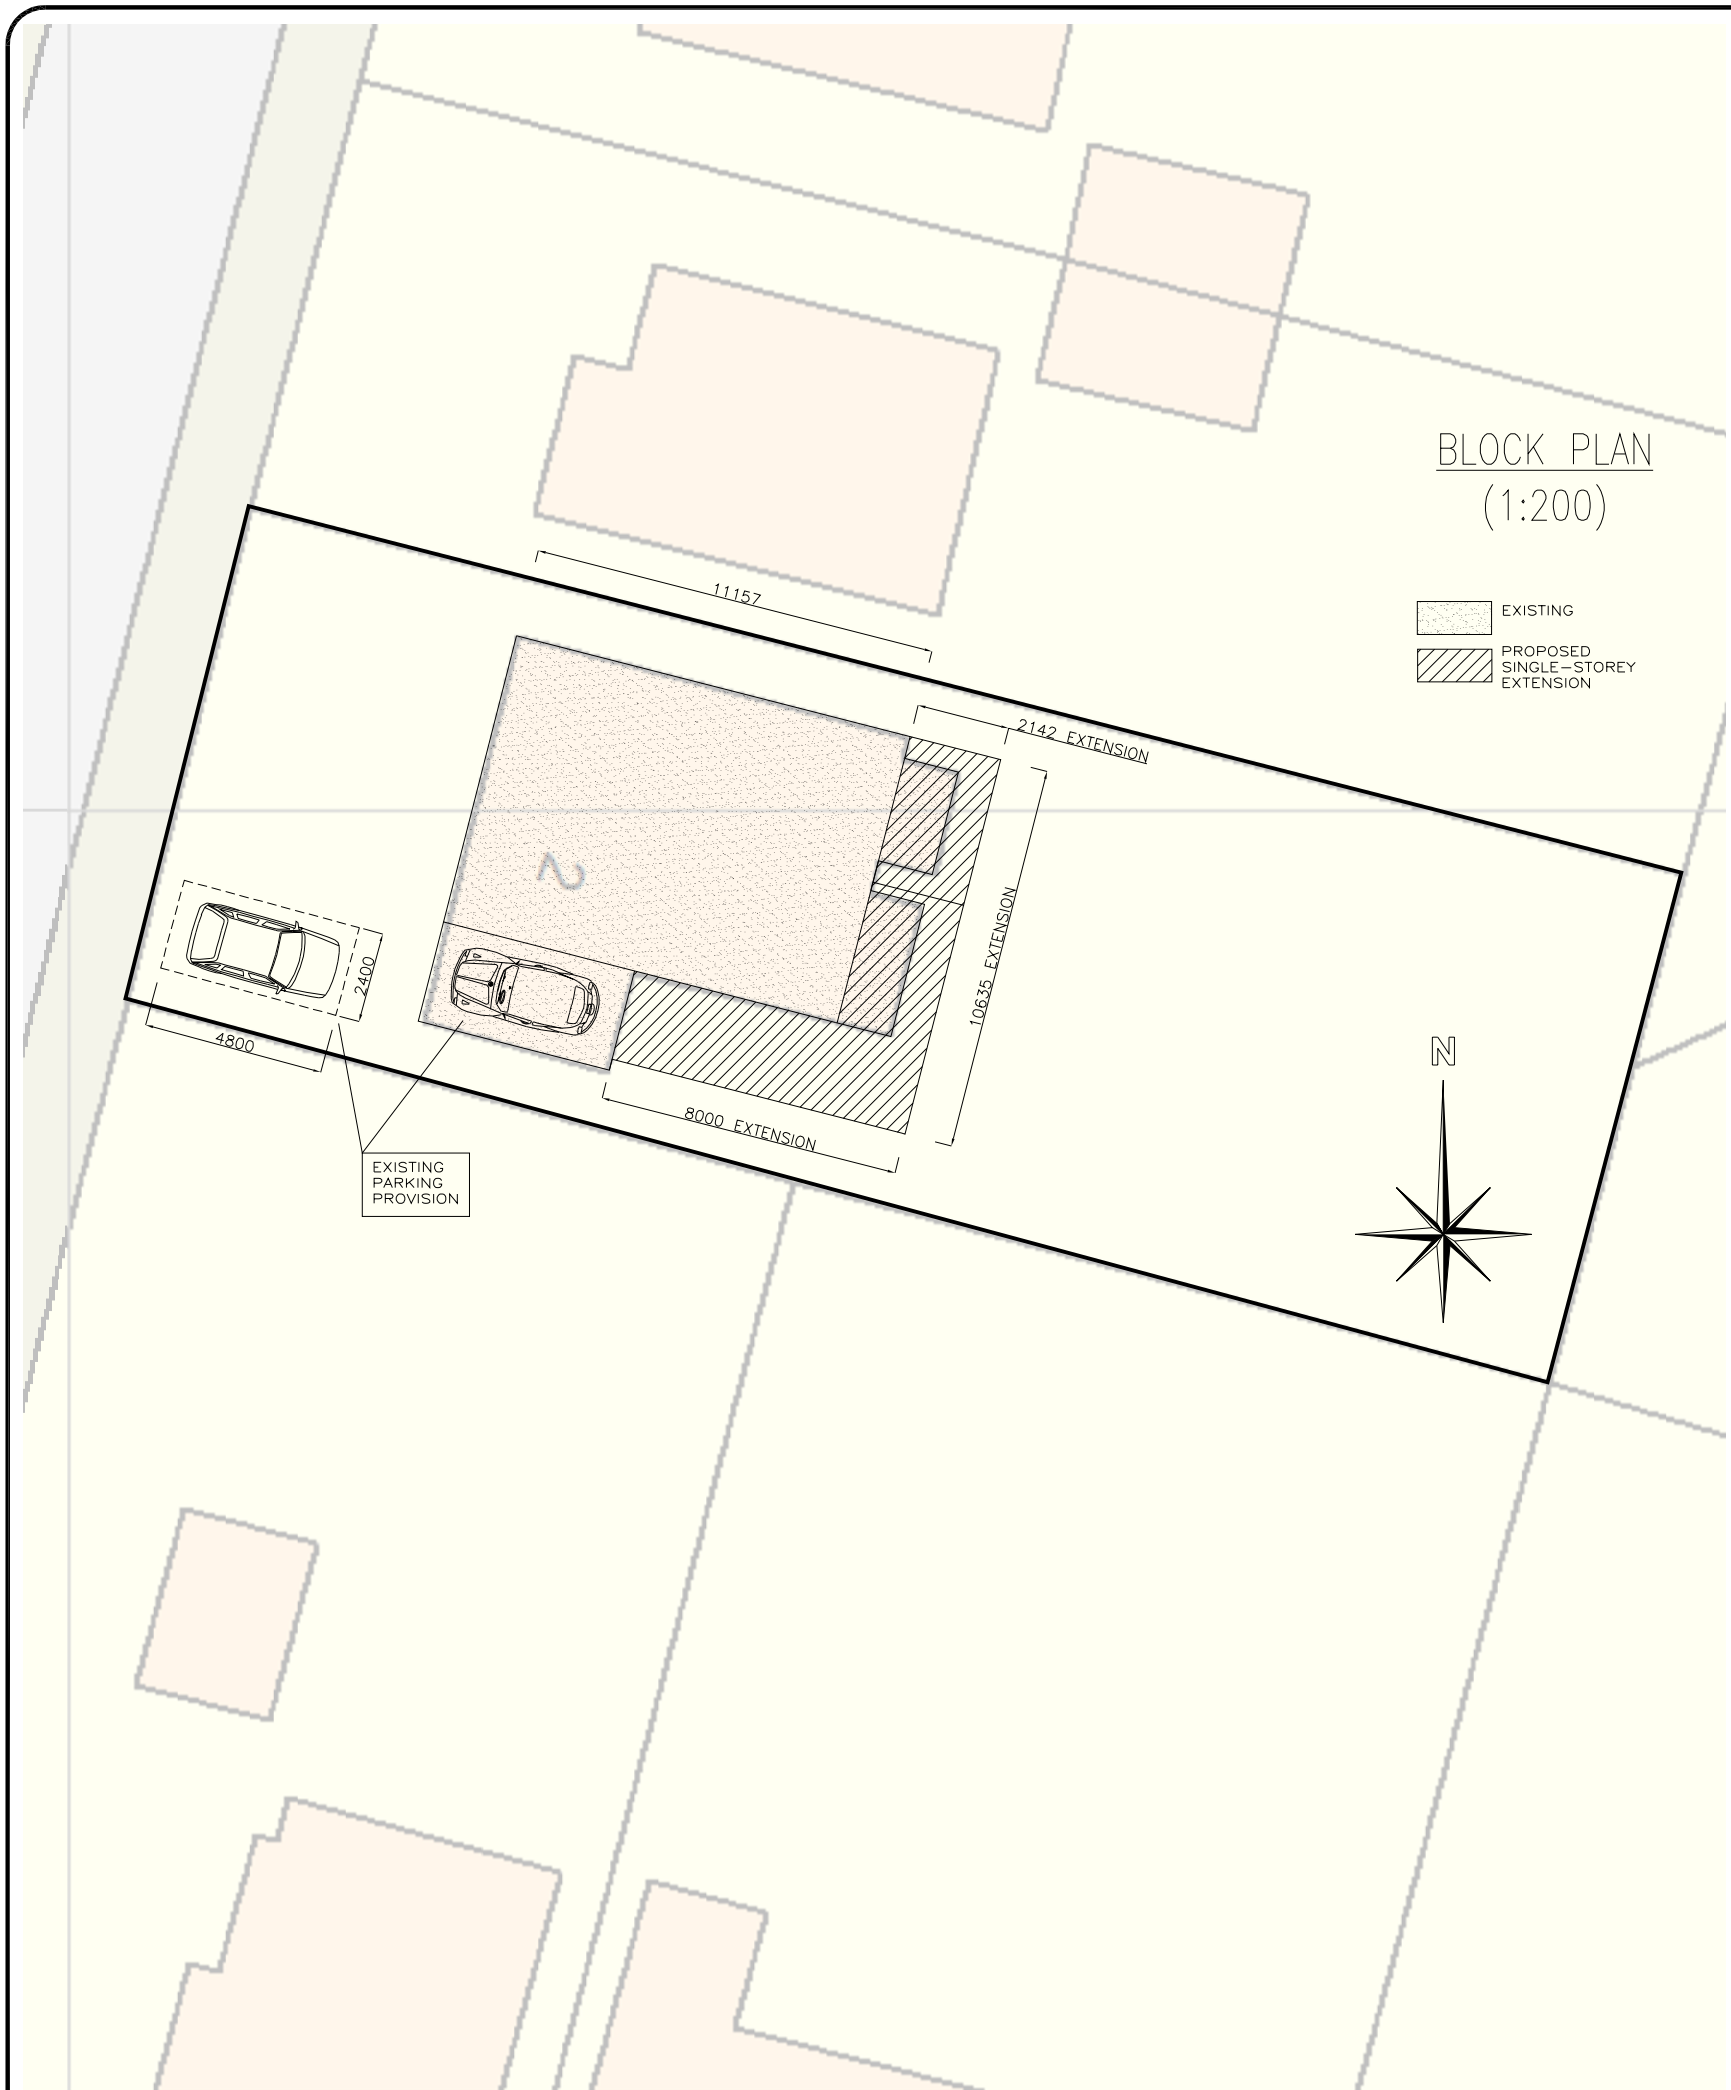 BLOCK PLAN
(1:200)
EXISTING
PROPOSED
SINGLE-STOREY
EXTENSION
11157
2142 EXTENSION
2
10635 EXTENSION
2400
4800
8000 EXTENSION
EXISTING
PARKING
PROVISION
N